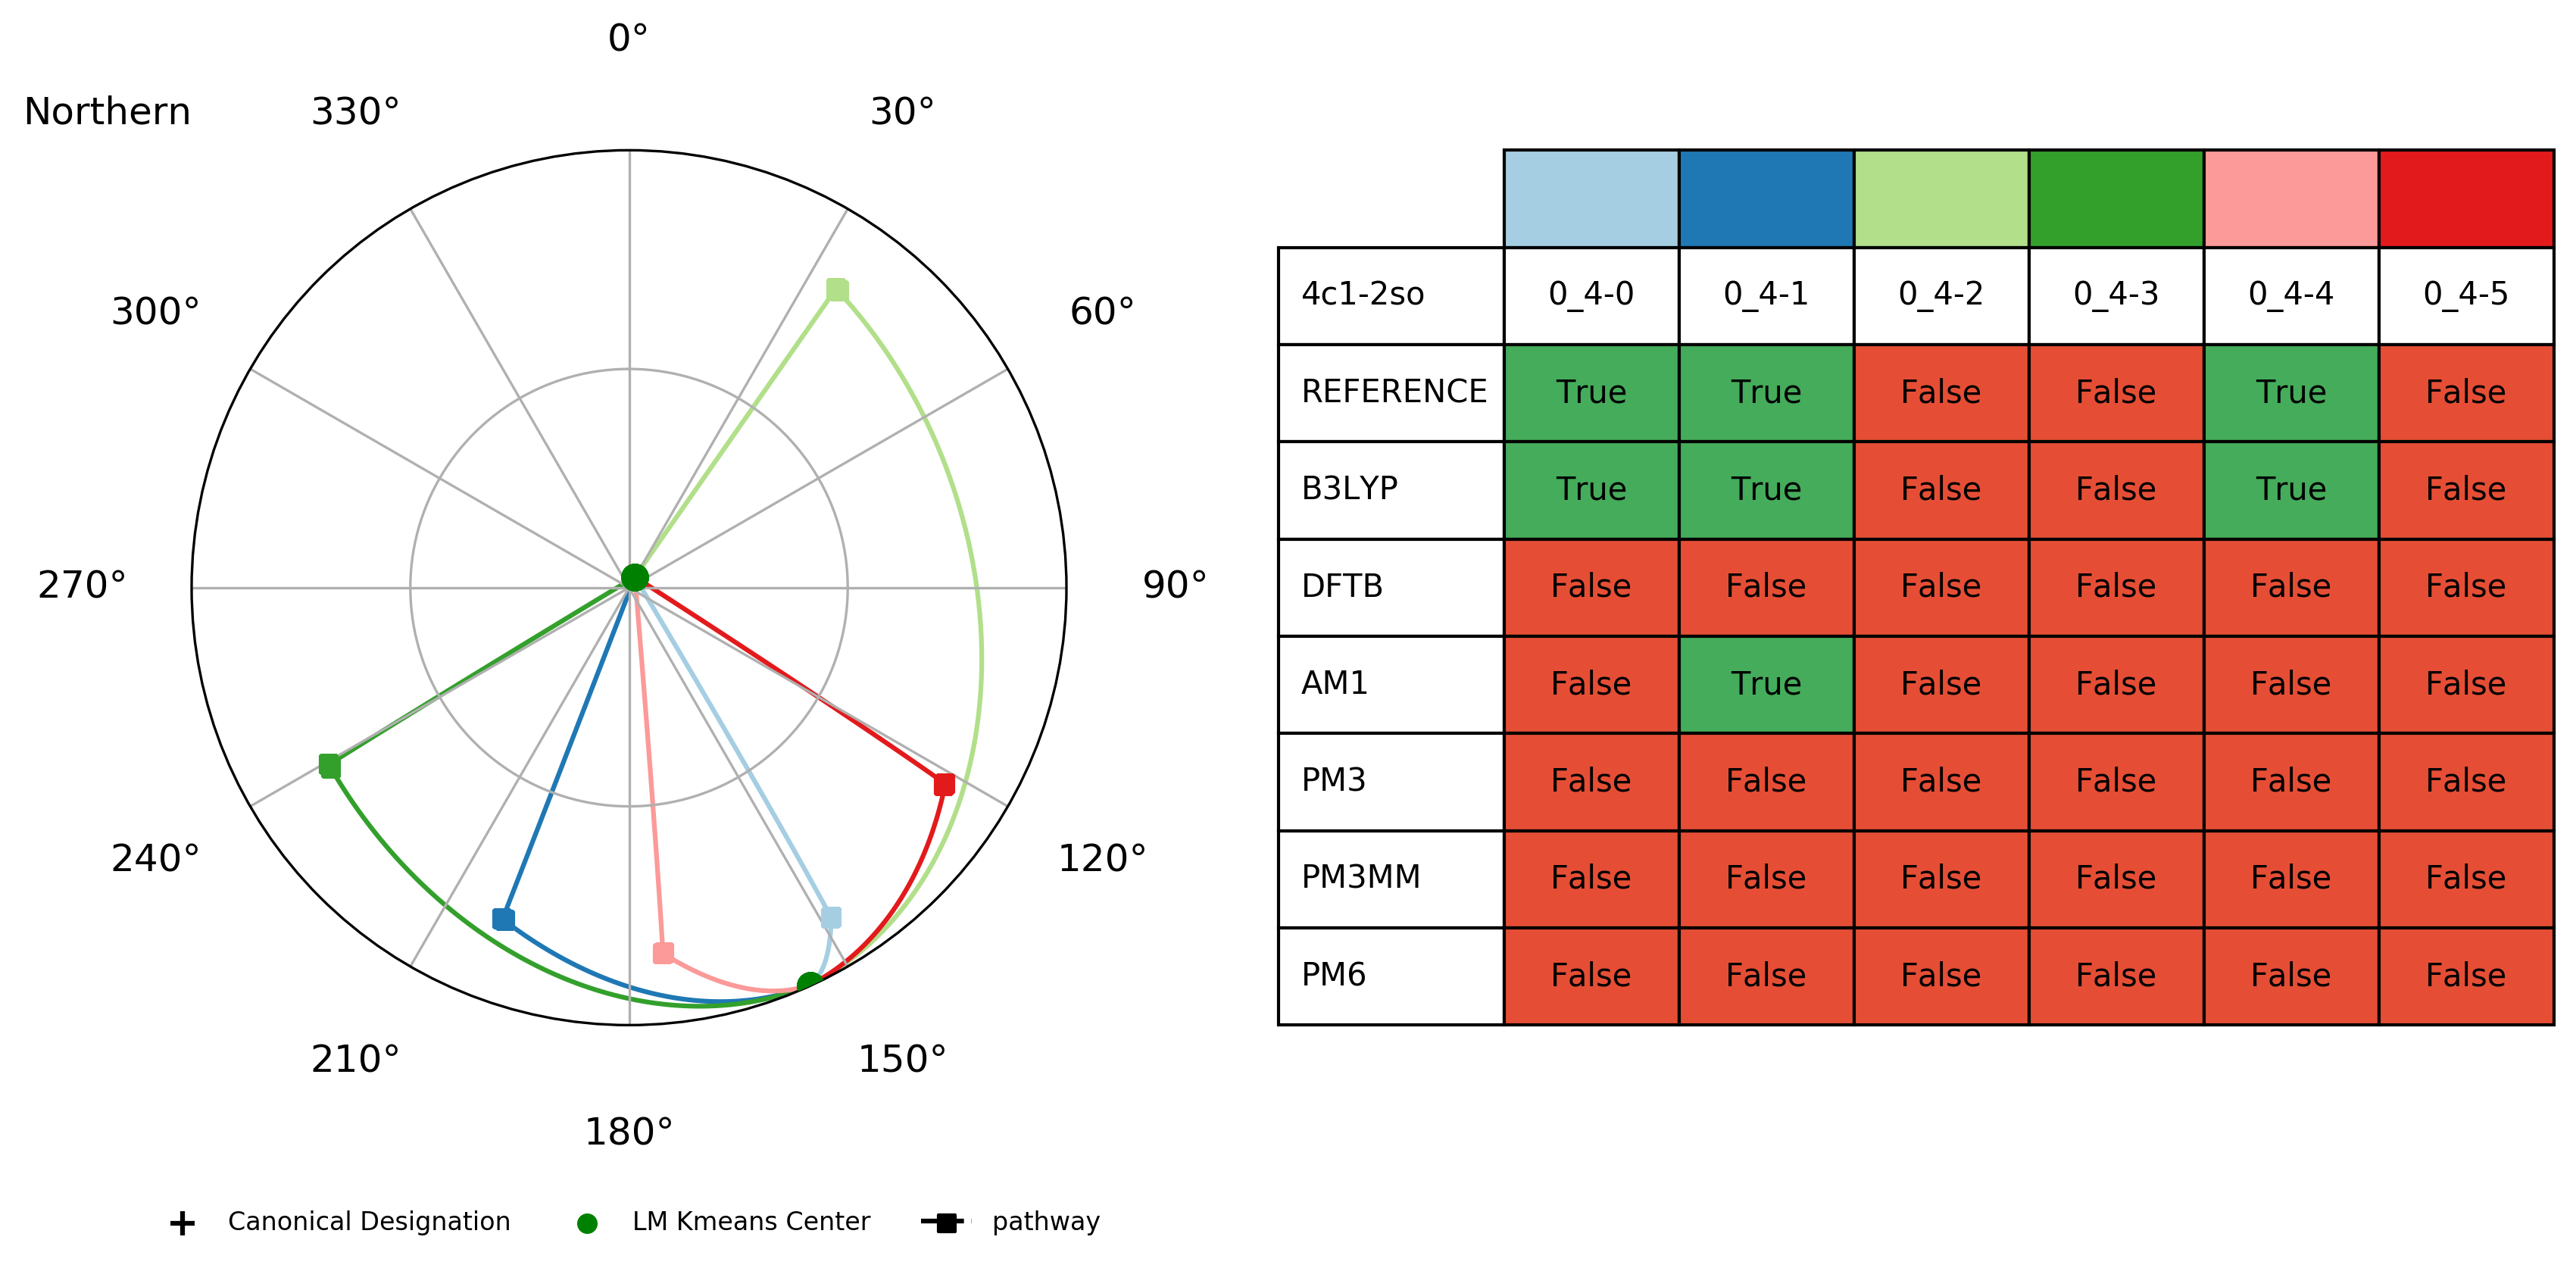 0°
Northern 330° 30°
300° 60°
270° 90°
240° 120°
210° 150°
180°
Canonical Designation LM Kmeans Center pathway
4c1-2so 0_4-0 0_4-1 0_4-2 0_4-3 0_4-4 0_4-5
REFERENCE True True False False True False
B3LYP True True False False True False
DFTB False False False False False False
AM1 False True False False False False
PM3 False False False False False False
PM3MM False False False False False False
PM6 False False False False False False